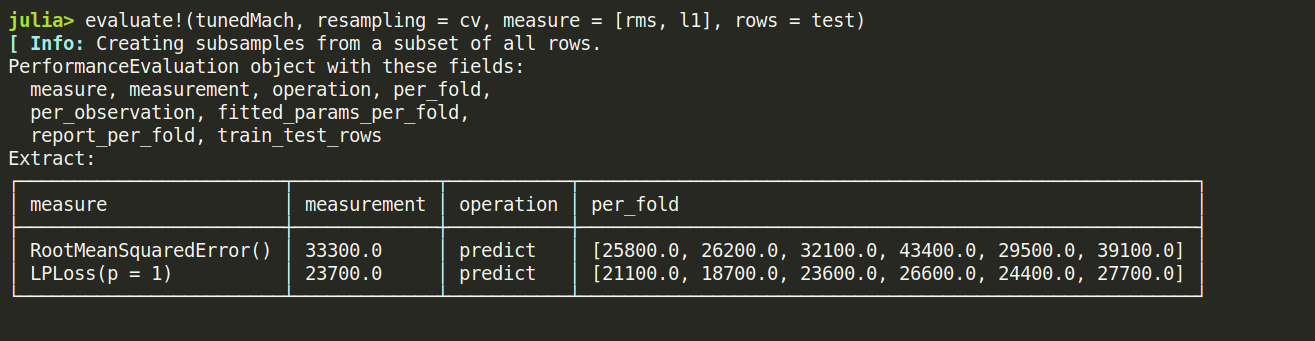 julia> evaluate!(tunedMach, resampling = cv, measure = [rms, l1], rows = test)
[ Info: Creating subsamples from a subset of all rows.
PerformanceEvaluation object with these fields:
  measure, measurement, operation, per_fold,
  per_observation, fitted_params_per_fold,
  report_per_fold, train_test_rows
Extract:
measure measurement operation per_fold
RootMeanSquaredError() 33300.0 predict [25800.0, 26200.0, 32100.0, 43400.0, 29500.0, 39100.0]
LPLoss(p = 1) 23700.0 predict [21100.0, 18700.0, 23600.0, 26600.0, 24400.0, 27700.0]